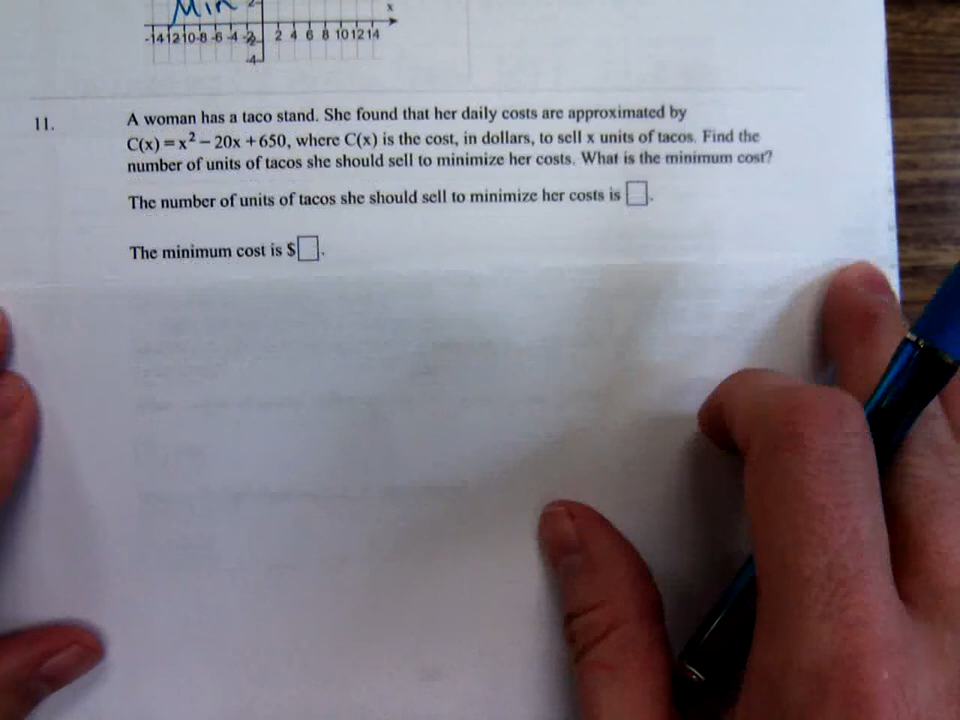 Min
2
x
-14 12 10 -8 -6 -4 -2 2 4 6 8 10 12 14
-2
-4
11. A woman has a taco stand. She found that her daily costs are approximated by
C(x) = x² − 20x + 650, where C(x) is the cost, in dollars, to sell x units of tacos. Find the
number of units of tacos she should sell to minimize her costs. What is the minimum cost?
The number of units of tacos she should sell to minimize her costs is .
The minimum cost is $ .